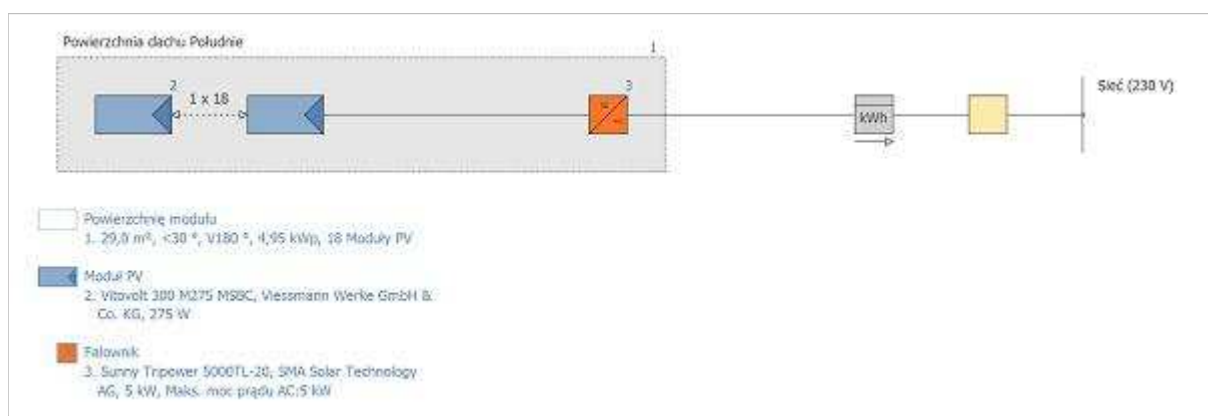 Powierzchnia dachu Południe
1
2
1 x 18
3
kWh
Sieć (230 V)
Powierzchnię modułu
1. 29,0 m², <30 °, V180 °, 4,95 kWp, 18 Moduły PV
Moduł PV
2. Vitovolt 300 M275 MSBC, Viessmann Werke GmbH &
Co. KG, 275 W
Falownik
3. Sunny Tripower 5000TL-20, SMA Solar Technology
AG, 5 kW, Maks. moc prądu AC:5 kW